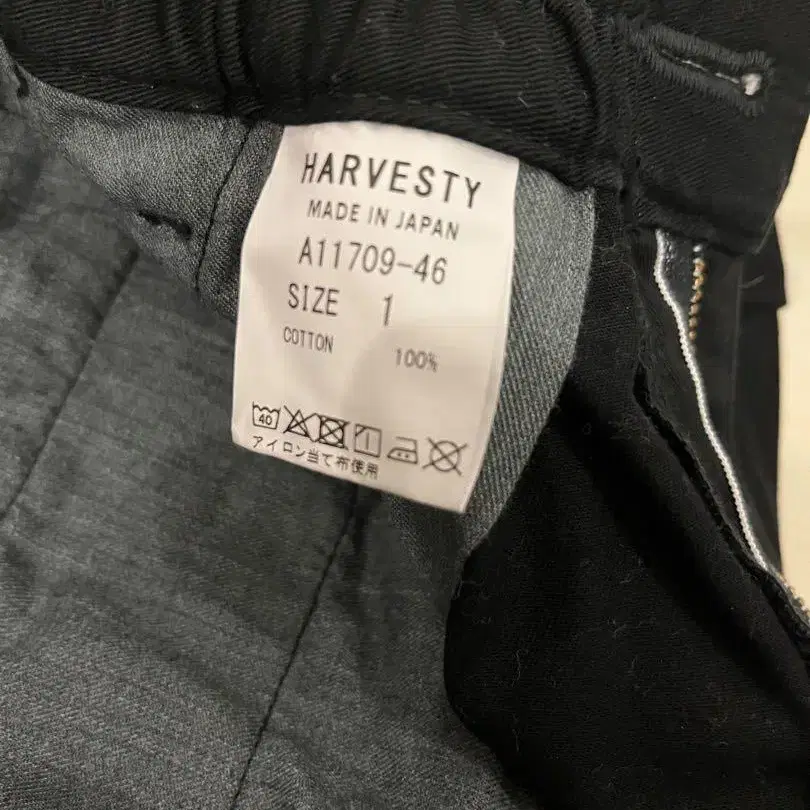 HARVESTY
MADE IN JAPAN
A11709-46
SIZE 1
COTTON 100%
40
アイロン当て布使用